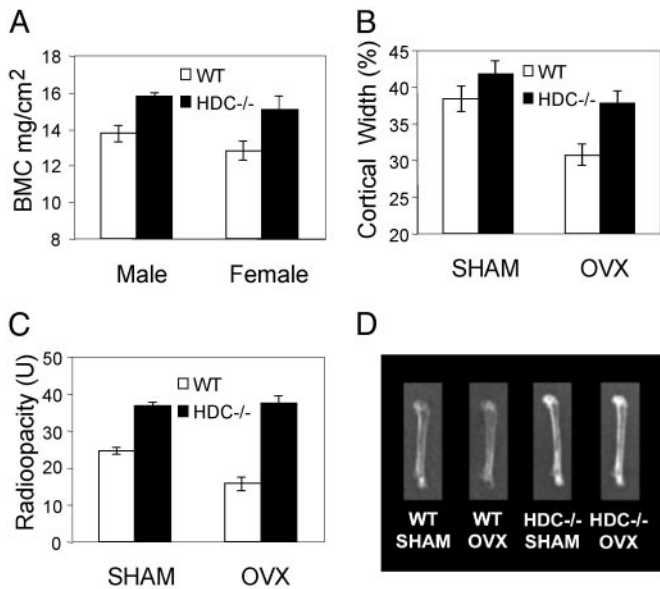 A
BMC mg/cm²
16
14
12
10
8
WT
HDC-/-
Male Female
B
Cortical Width (%)
45
40
35
30
25
20
WT
HDC-/-
SHAM OVX
C
Radioopacity (U)
50
40
30
20
10
0
WT
HDC-/-
SHAM OVX
D
WT WT HDC-/- HDC-/-
SHAM OVX SHAM OVX